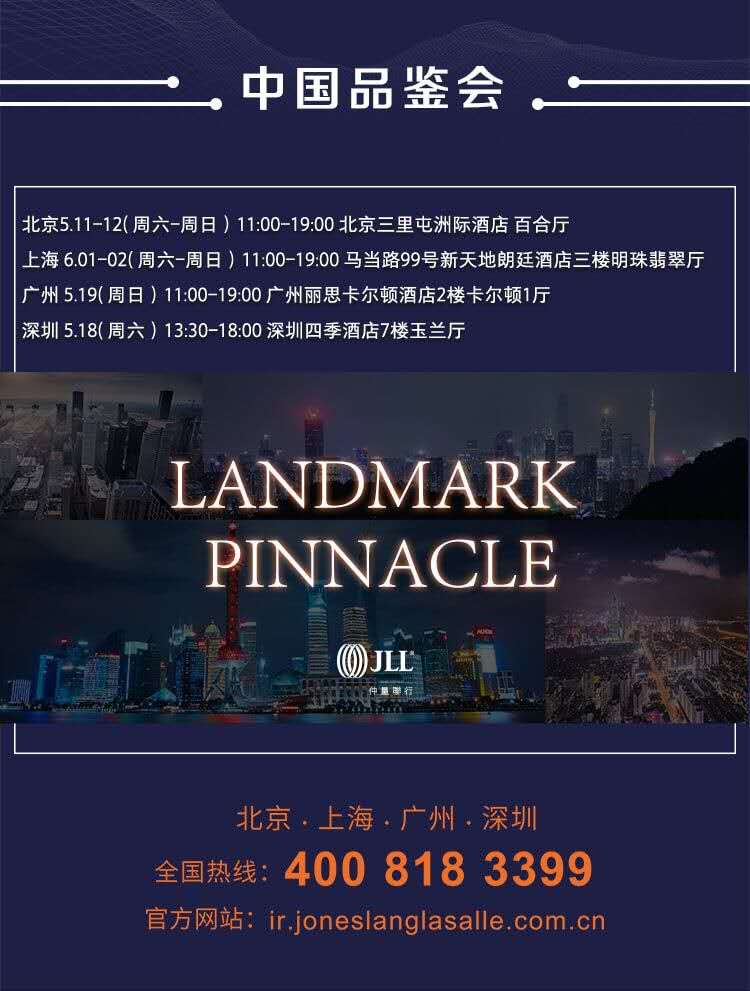 中国品鉴会
北京5.11-12(周六-周日) 11:00-19:00 北京三里屯洲际酒店 百合厅
上海 6.01-02(周六-周日) 11:00-19:00 马当路99号新天地朗廷酒店三楼明珠翡翠厅
广州 5.19(周日) 11:00-19:00 广州丽思卡尔顿酒店2楼卡尔顿1厅
深圳 5.18(周六) 13:30-18:00 深圳四季酒店7楼玉兰厅
LANDMARK
PINNACLE
JLL®
仲量聯行
北京 . 上海 . 广州 . 深圳
全国热线：400 818 3399
官方网站：ir.joneslanglasalle.com.cn